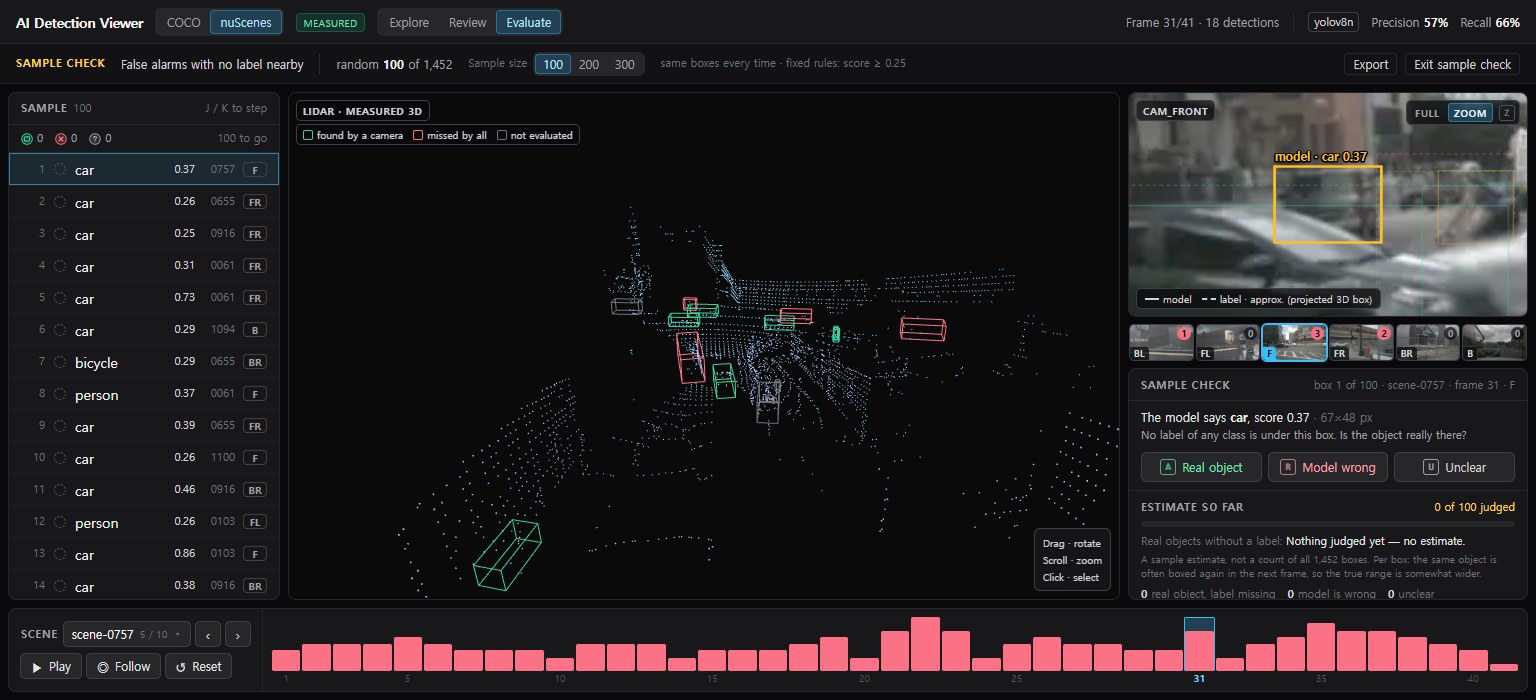 AI Detection Viewer COCO nuScenes MEASURED Explore Review Evaluate Frame 31/41 · 18 detections yolov8n Precision 57% Recall 66%
SAMPLE CHECK False alarms with no label nearby random 100 of 1,452 Sample size 100 200 300 same boxes every time · fixed rules: score ≥ 0.25 Export Exit sample check
SAMPLE 100 J / K to step
0 0 ? 0 100 to go
1 car 0.37 0757 F
2 car 0.26 0655 FR
3 car 0.25 0916 FR
4 car 0.31 0061 FR
5 car 0.73 0061 FR
6 car 0.29 1094 B
7 bicycle 0.29 0655 BR
8 person 0.37 0061 F
9 car 0.39 0655 FR
10 car 0.26 1100 F
11 car 0.46 0916 BR
12 person 0.26 0103 FL
13 car 0.86 0103 F
14 car 0.38 0916 BR
LIDAR · MEASURED 3D
found by a camera missed by all not evaluated
Drag · rotate
Scroll · zoom
Click · select
CAM_FRONT FULL ZOOM Z
model · car 0.37
model label · approx. (projected 3D box)
1 0 3 2 0 0
BL FL F FR BR B
SAMPLE CHECK box 1 of 100 · scene-0757 · frame 31 · F
The model says car, score 0.37 · 67×48 px
No label of any class is under this box. Is the object really there?
A Real object R Model wrong U Unclear
ESTIMATE SO FAR 0 of 100 judged
Real objects without a label: Nothing judged yet — no estimate.
A sample estimate, not a count of all 1,452 boxes. Per box: the same object is
often boxed again in the next frame, so the true range is somewhat wider.
0 real object, label missing 0 model is wrong 0 unclear
SCENE scene-0757 5 / 10 ‹ ›
Play Follow Reset
1 5 10 15 20 25 31 35 40